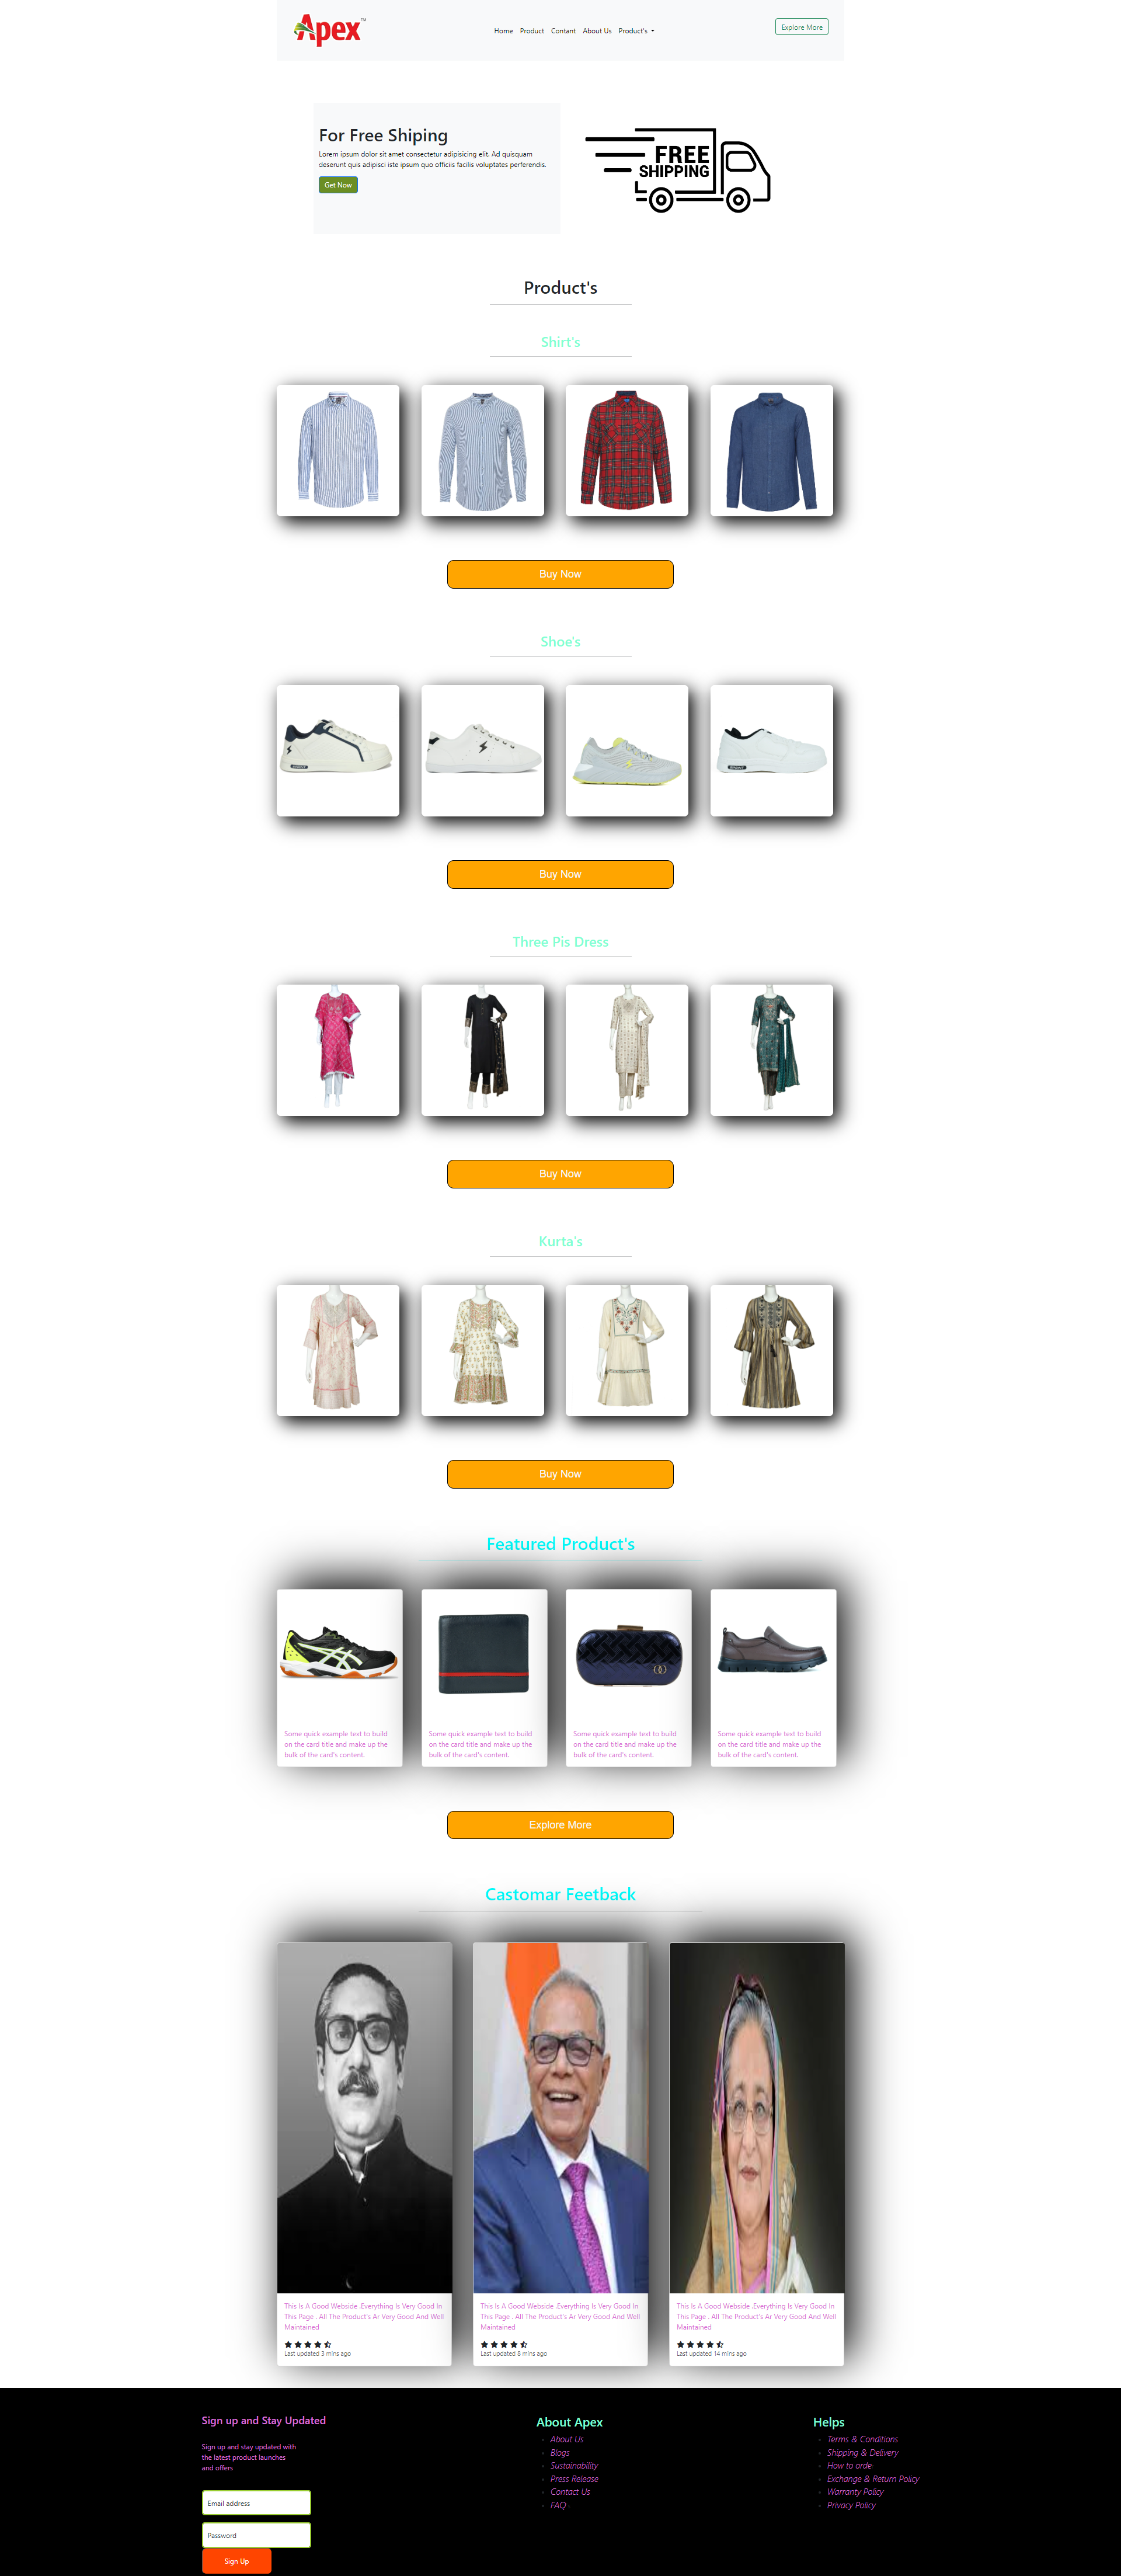 Apex™
Home Product Contant About Us Product's
Explore More
For Free Shiping
Lorem ipsum dolor sit amet consectetur adipisicing elit. Ad quisquam
deserunt quis adipisci iste ipsum quo officiis facilis voluptates perferendis.
Get Now
FREE
SHIPPING
Product's
Shirt's
Buy Now
Shoe's
Buy Now
Three Pis Dress
Buy Now
Kurta's
Buy Now
Featured Product's
Some quick example text to build
on the card title and make up the
bulk of the card's content.
Some quick example text to build
on the card title and make up the
bulk of the card's content.
Some quick example text to build
on the card title and make up the
bulk of the card's content.
Some quick example text to build
on the card title and make up the
bulk of the card's content.
Explore More
Castomar Feetback
This Is A Good Webside .Everything Is Very Good In
This Page . All The Product's Ar Very Good And Well
Maintained
Last updated 3 mins ago
This Is A Good Webside .Everything Is Very Good In
This Page . All The Product's Ar Very Good And Well
Maintained
Last updated 8 mins ago
This Is A Good Webside .Everything Is Very Good In
This Page . All The Product's Ar Very Good And Well
Maintained
Last updated 14 mins ago
Sign up and Stay Updated
Sign up and stay updated with
the latest product launches
and offers
Email address
Password
Sign Up
About Apex
About Us
Blogs
Sustainability
Press Release
Contact Us
FAQ
Helps
Terms & Conditions
Shipping & Delivery
How to orde
Exchange & Return Policy
Warranty Policy
Privacy Policy